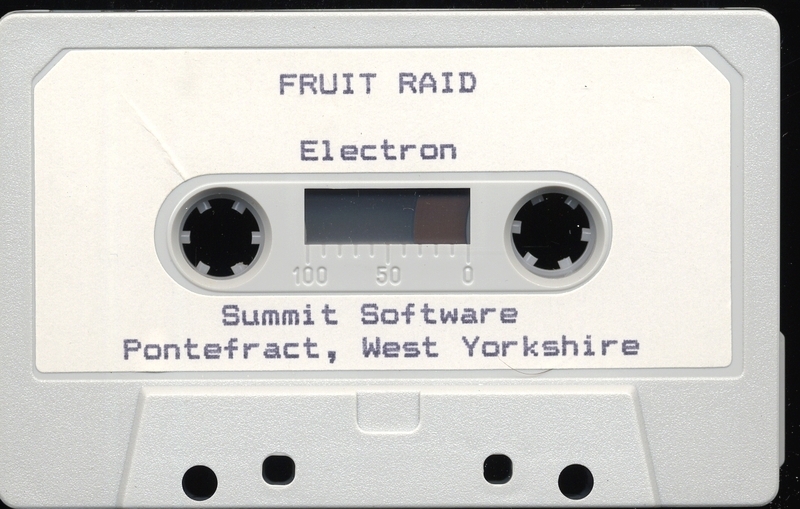 FRUIT RAID
Electron
100 50 0
Summit Software
Pontefract, West Yorkshire